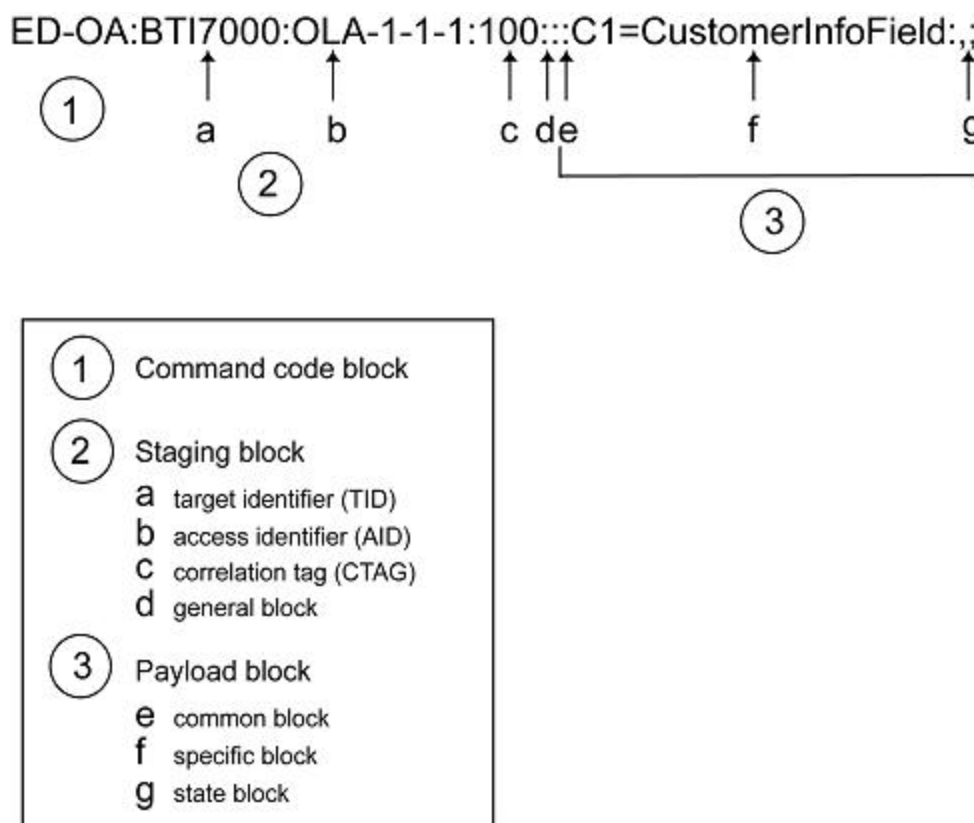 ED-OA:BTI7000:OLA-1-1-1:100:::C1=CustomerInfoField:,;
1
a b c d e f g
2
3
1 Command code block
2 Staging block
a target identifier (TID)
b access identifier (AID)
c correlation tag (CTAG)
d general block
3 Payload block
e common block
f specific block
g state block